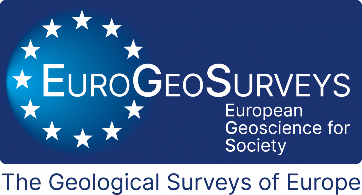 EUROGEOSURVEYS
European
Geoscience for
Society
The Geological Surveys of Europe